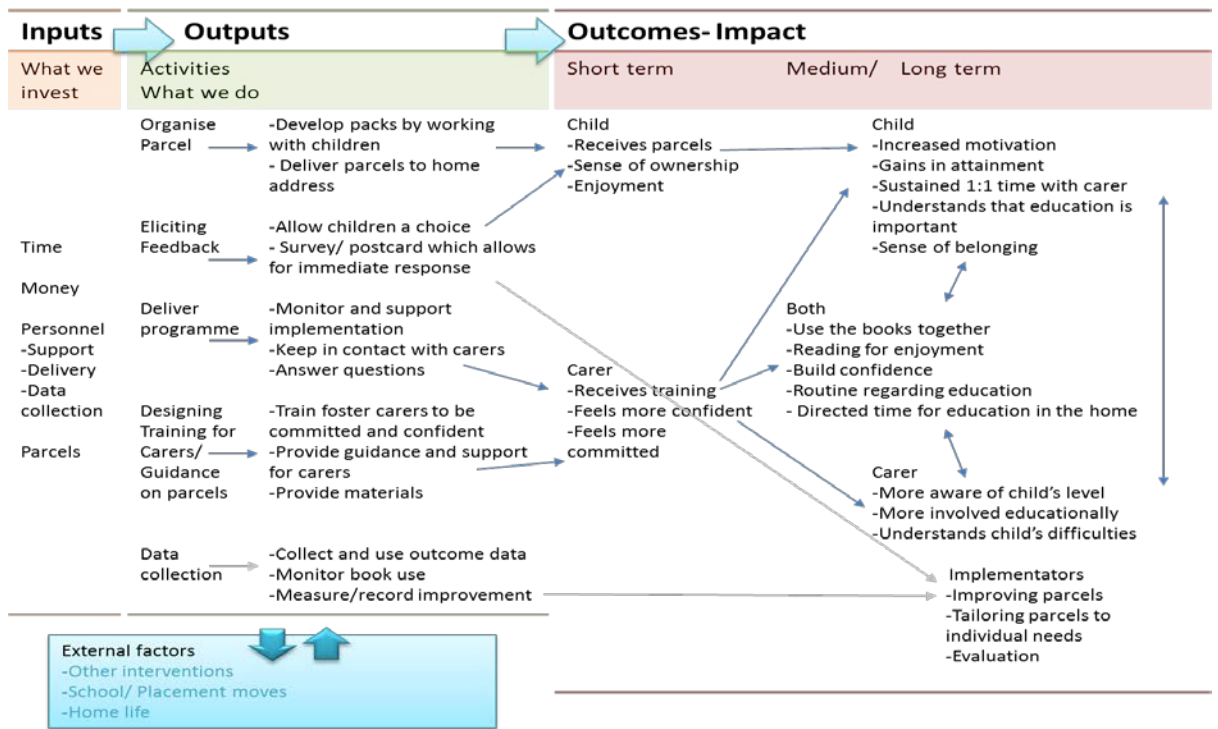 Inputs
Outputs
Outcomes- Impact
What we
invest
Activities
What we do
Short term
Medium/
Long term
Time
Money
Personnel
-Support
-Delivery
-Data
collection
Parcels
Organise
Parcel
-Develop packs by working
with children
- Deliver parcels to home
address
Eliciting
Feedback
-Allow children a choice
- Survey/ postcard which allows
for immediate response
Deliver
programme
-Monitor and support
implementation
-Keep in contact with carers
-Answer questions
Designing
Training for
Carers/
Guidance
on parcels
-Train foster carers to be
committed and confident
-Provide guidance and support
for carers
-Provide materials
Data
collection
-Collect and use outcome data
-Monitor book use
-Measure/record improvement
Child
-Receives parcels
-Sense of ownership
-Enjoyment
Carer
-Receives training
-Feels more confident
-Feels more
committed
Child
-Increased motivation
-Gains in attainment
-Sustained 1:1 time with carer
-Understands that education is
important
-Sense of belonging
Both
-Use the books together
-Reading for enjoyment
-Build confidence
-Routine regarding education
- Directed time for education in the home
Carer
-More aware of child's level
-More involved educationally
-Understands child's difficulties
Implementators
-Improving parcels
-Tailoring parcels to
individual needs
-Evaluation
External factors
-Other interventions
-School/ Placement moves
-Home life